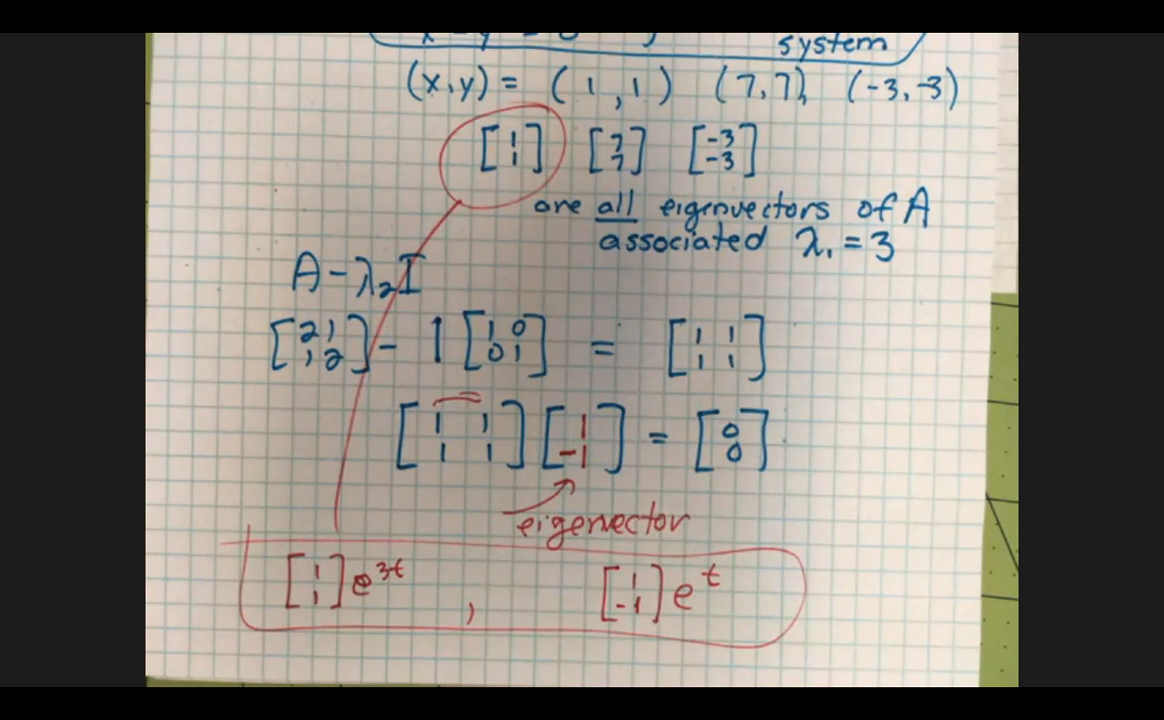 system
(x,y) = (1,1) (7,7), (-3,-3)
[1 1] [7 7] [-3 -3]
are all eigenvectors of A
associated λ₁ = 3
A - λ₂I
[2 1 1 2] - 1 [1 0 0 1] = [1 1 1 1]
[1 1 1 1] [1 -1] = [0 0]
eigenvector
[1 1] e^3t , [1 -1] e^t